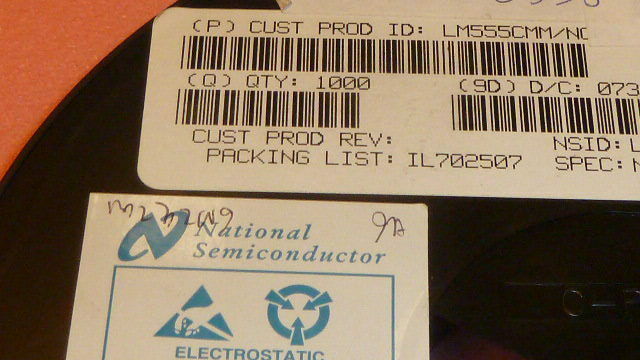 (P) CUST PROD ID: LM555CMM/NO
(Q) QTY: 1000
(9D) D/C: 073
CUST PROD REV:
NSID: L
PACKING LIST: IL702507
SPEC: N
National
Semiconductor
ELECTROSTATIC